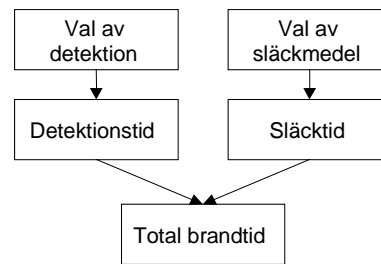 Val av
detektion
Val av
släckmedel
Detektionstid
Släcktid
Total brandtid